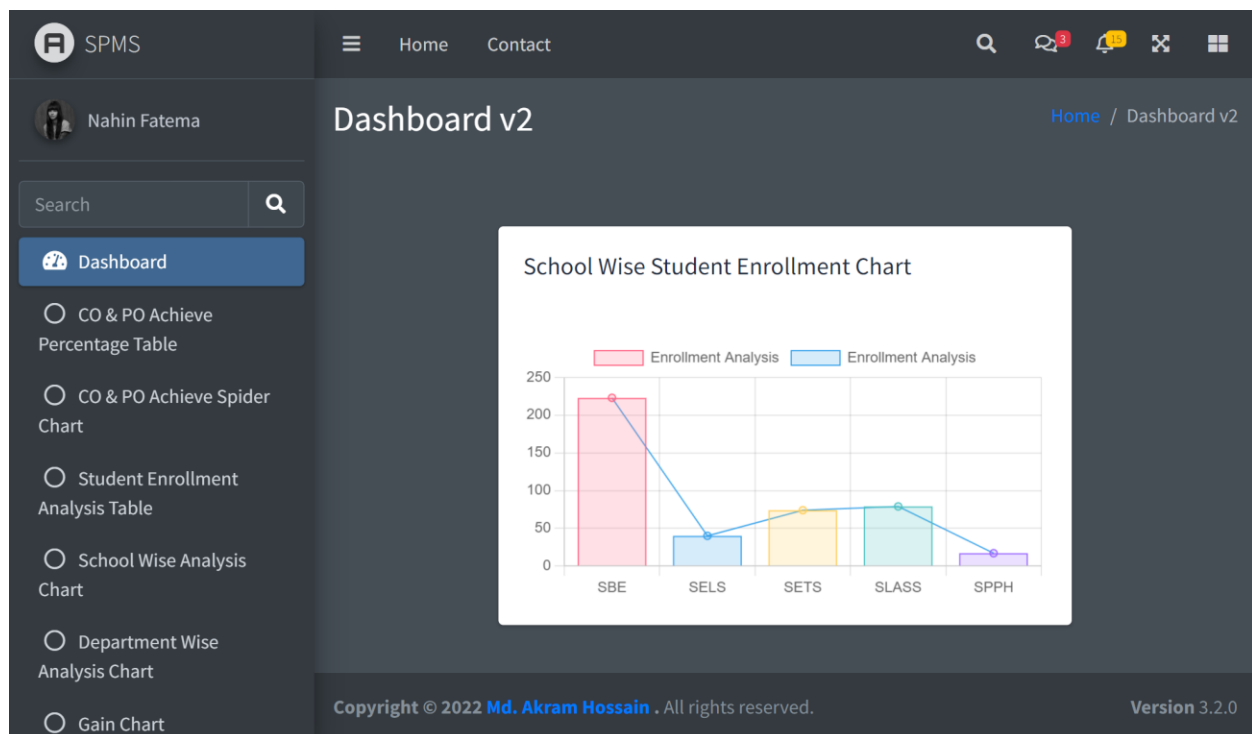 SPMS
Home Contact
3
15
Nahin Fatema
Dashboard v2
Home / Dashboard v2
Search
Dashboard
CO & PO Achieve
Percentage Table
CO & PO Achieve Spider
Chart
Student Enrollment
Analysis Table
School Wise Analysis
Chart
Department Wise
Analysis Chart
Gain Chart
School Wise Student Enrollment Chart
Enrollment Analysis Enrollment Analysis
250
200
150
100
50
0
SBE SELS SETS SLASS SPPH
Copyright © 2022 Md. Akram Hossain . All rights reserved.
Version 3.2.0